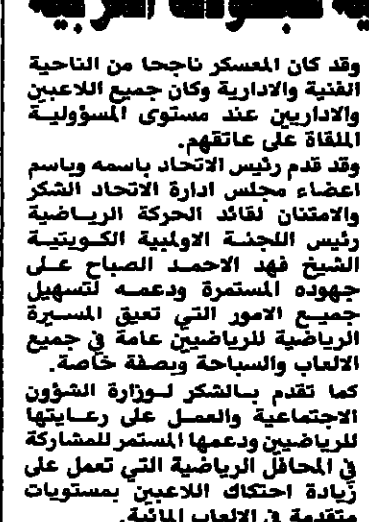 وقد كان المعسكر ناجحا من الناحية
الفنية والادارية وكان جميع اللاعبين
والاداريين عند مستوى المسؤولية
الملقاة على عاتقهم.
وقد قدم رئيس الاتحاد باسمه وباسم
اعضاء مجلس ادارة الاتحاد الشكر
والامتنان لقائد الحركة الرياضية
رئيس اللجنة الاولمبية الكويتية
الشيخ فهد الاحمد الصباح على
جهوده المستمرة ودعمه لتسهيل
جميع الامور التي تعيق المسيرة
الرياضية للرياضيين عامة في جميع
الالعاب والسباحة وبصفة خاصة.
كما تقدم بالشكر لوزارة الشؤون
الاجتماعية والعمل على رعايتها
للرياضيين ودعمها المستمر للمشاركة
في المحافل الرياضية التي تعمل على
زيادة احتكاك اللاعبين بمستويات
متقدمة في الالعاب المائية.